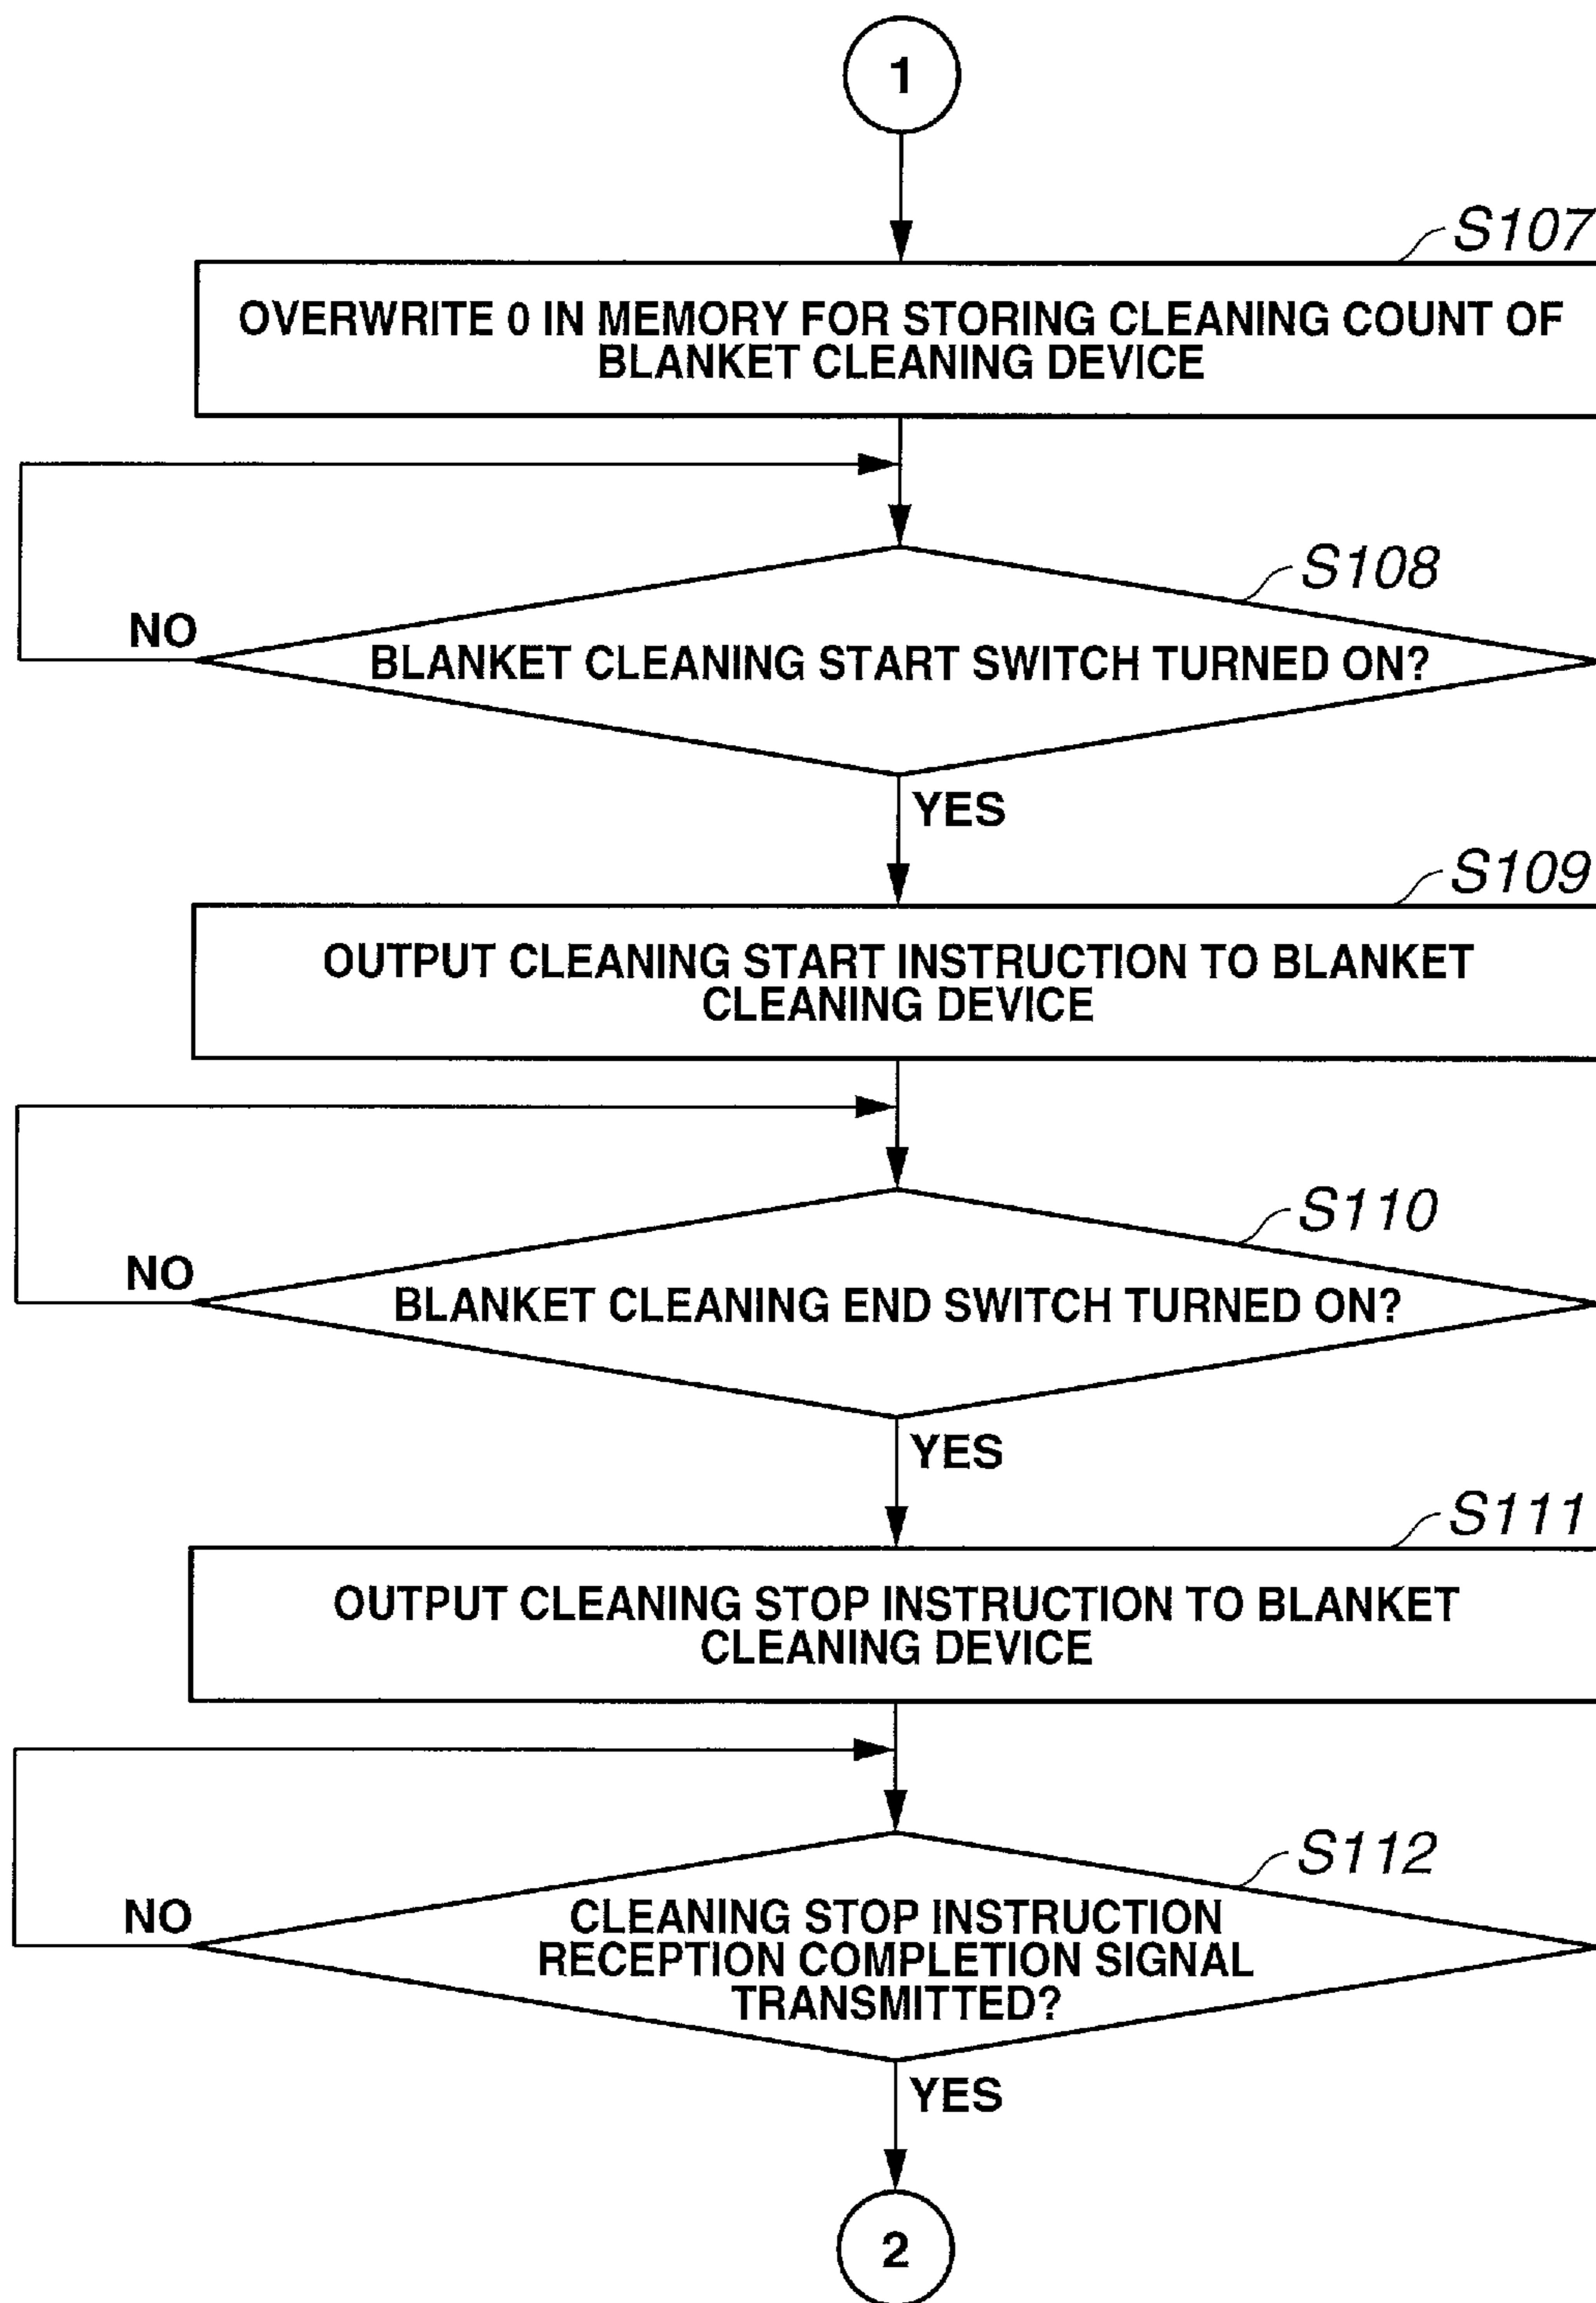 1
S107
OVERWRITE 0 IN MEMORY FOR STORING CLEANING COUNT OF
BLANKET CLEANING DEVICE
S108
NO
BLANKET CLEANING START SWITCH TURNED ON?
YES
S109
OUTPUT CLEANING START INSTRUCTION TO BLANKET
CLEANING DEVICE
S110
NO
BLANKET CLEANING END SWITCH TURNED ON?
YES
S111
OUTPUT CLEANING STOP INSTRUCTION TO BLANKET
CLEANING DEVICE
S112
NO
CLEANING STOP INSTRUCTION
RECEPTION COMPLETION SIGNAL
TRANSMITTED?
YES
2